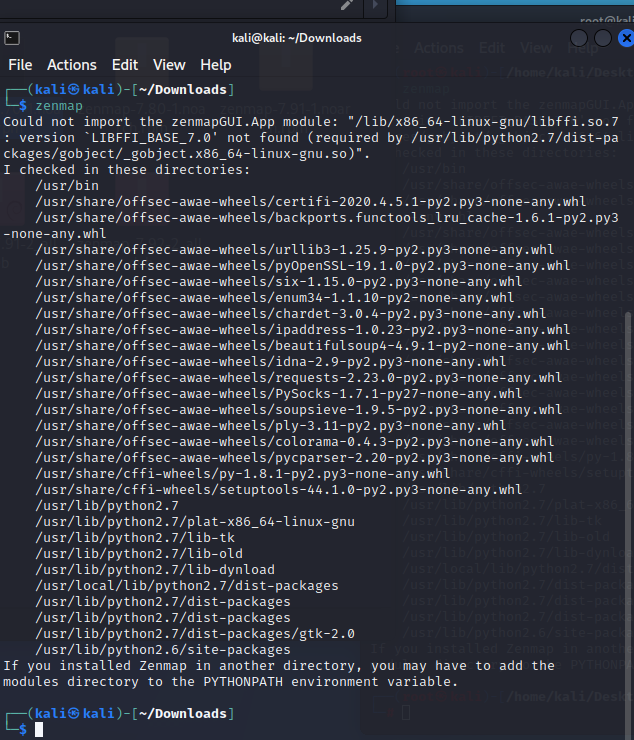 root@kali
kali@kali: ~/Downloads
File Actions Edit View Help
┌──(kali㉿kali)-[~/Downloads]
└─$ zenmap
Could not import the zenmapGUI.App module: "/lib/x86_64-linux-gnu/libffi.so.7
: version `LIBFFI_BASE_7.0' not found (required by /usr/lib/python2.7/dist-pa
ckages/gobject/_gobject.x86_64-linux-gnu.so)".
I checked in these directories:
    /usr/bin
    /usr/share/offsec-awae-wheels/certifi-2020.4.5.1-py2.py3-none-any.whl
    /usr/share/offsec-awae-wheels/backports.functools_lru_cache-1.6.1-py2.py3
-none-any.whl
    /usr/share/offsec-awae-wheels/urllib3-1.25.9-py2.py3-none-any.whl
    /usr/share/offsec-awae-wheels/pyOpenSSL-19.1.0-py2.py3-none-any.whl
    /usr/share/offsec-awae-wheels/six-1.15.0-py2.py3-none-any.whl
    /usr/share/offsec-awae-wheels/enum34-1.1.10-py2-none-any.whl
    /usr/share/offsec-awae-wheels/chardet-3.0.4-py2.py3-none-any.whl
    /usr/share/offsec-awae-wheels/ipaddress-1.0.23-py2.py3-none-any.whl
    /usr/share/offsec-awae-wheels/beautifulsoup4-4.9.1-py2-none-any.whl
    /usr/share/offsec-awae-wheels/idna-2.9-py2.py3-none-any.whl
    /usr/share/offsec-awae-wheels/requests-2.23.0-py2.py3-none-any.whl
    /usr/share/offsec-awae-wheels/PySocks-1.7.1-py27-none-any.whl
    /usr/share/offsec-awae-wheels/soupsieve-1.9.5-py2.py3-none-any.whl
    /usr/share/offsec-awae-wheels/ply-3.11-py2.py3-none-any.whl
    /usr/share/offsec-awae-wheels/colorama-0.4.3-py2.py3-none-any.whl
    /usr/share/offsec-awae-wheels/pycparser-2.20-py2.py3-none-any.whl
    /usr/share/cffi-wheels/py-1.8.1-py2.py3-none-any.whl
    /usr/share/cffi-wheels/setuptools-44.1.0-py2.py3-none-any.whl
    /usr/lib/python2.7
    /usr/lib/python2.7/plat-x86_64-linux-gnu
    /usr/lib/python2.7/lib-tk
    /usr/lib/python2.7/lib-old
    /usr/lib/python2.7/lib-dynload
    /usr/local/lib/python2.7/dist-packages
    /usr/lib/python2.7/dist-packages
    /usr/lib/python2.7/dist-packages
    /usr/lib/python2.7/dist-packages/gtk-2.0
    /usr/lib/python2.6/site-packages
If you installed Zenmap in another directory, you may have to add the
modules directory to the PYTHONPATH environment variable.
┌──(kali㉿kali)-[~/Downloads]
└─$